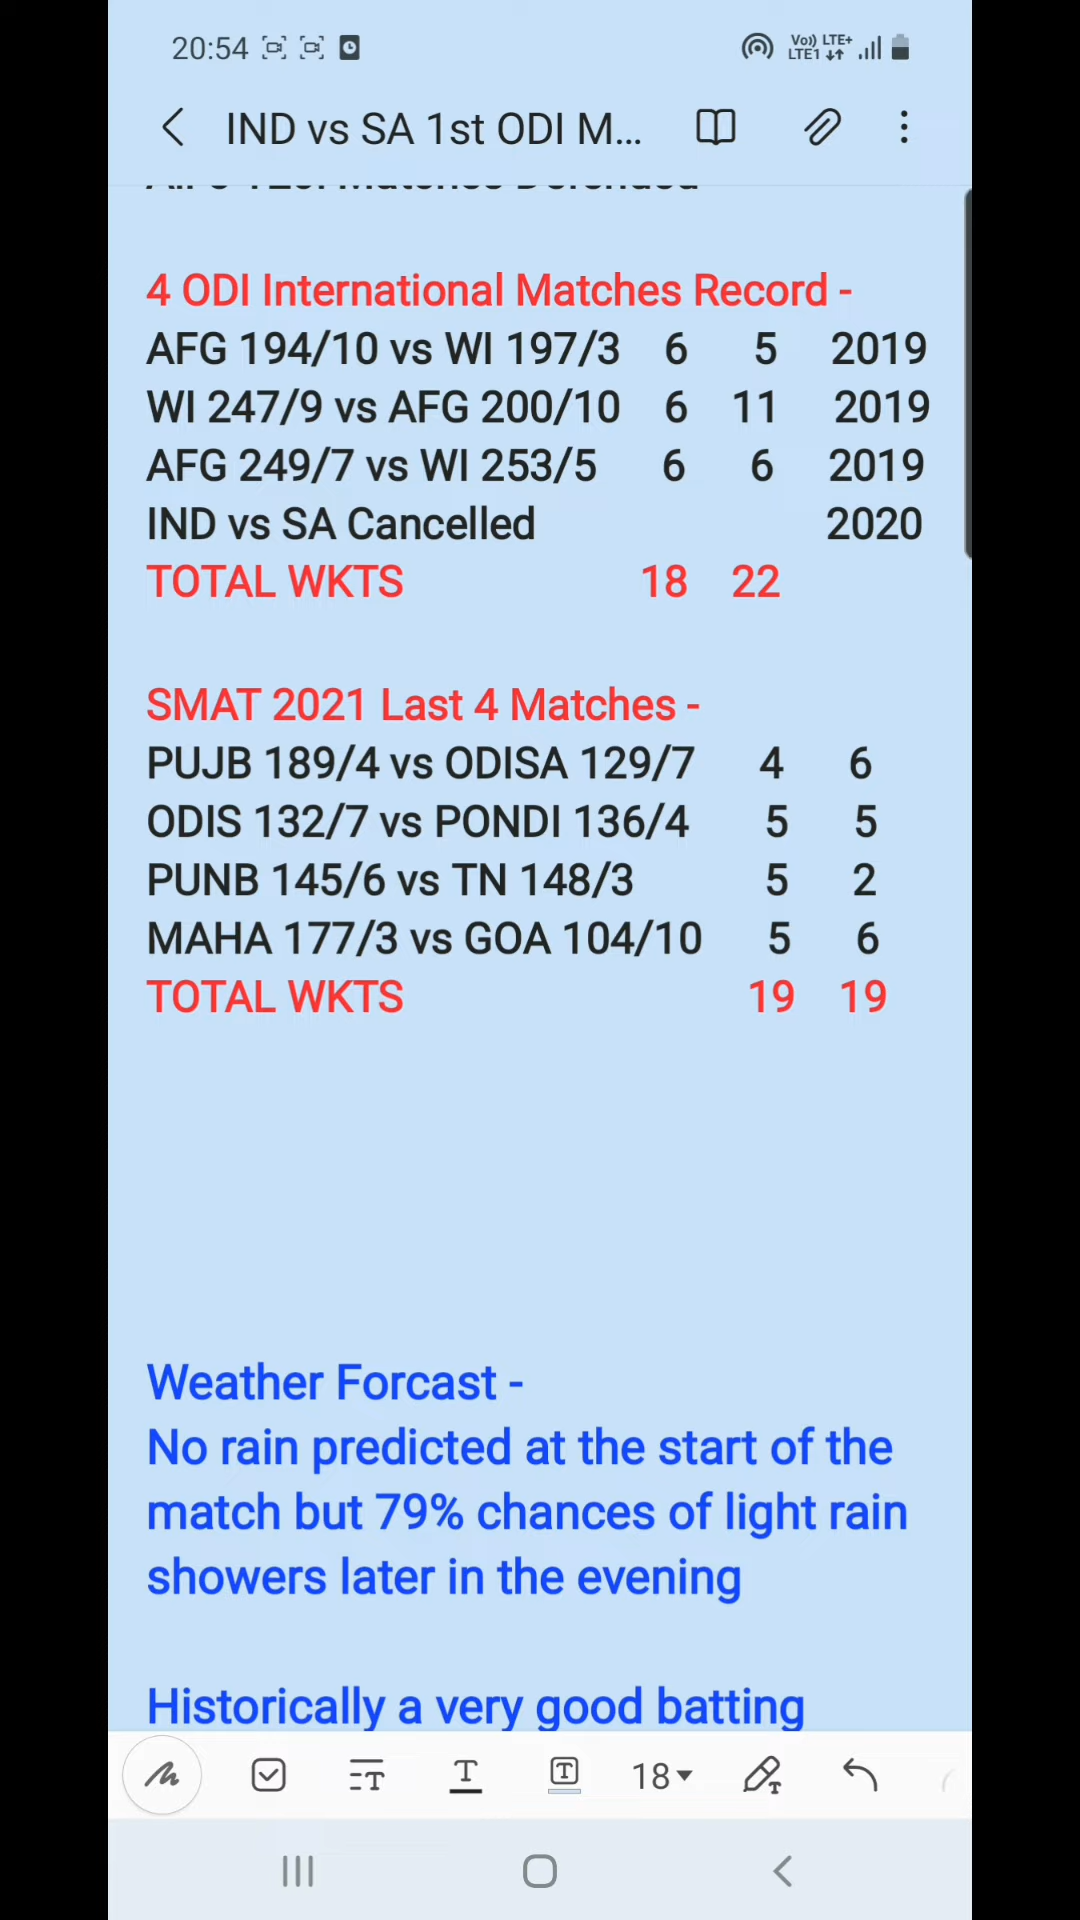 20:54 Vo)) LTE+ LTE1
IND vs SA 1st ODI M...
4 ODI International Matches Record -
AFG 194/10 vs WI 197/3 6 5 2019
WI 247/9 vs AFG 200/10 6 11 2019
AFG 249/7 vs WI 253/5 6 6 2019
IND vs SA Cancelled 2020
TOTAL WKTS 18 22
SMAT 2021 Last 4 Matches -
PUJB 189/4 vs ODISA 129/7 4 6
ODIS 132/7 vs PONDI 136/4 5 5
PUNB 145/6 vs TN 148/3 5 2
MAHA 177/3 vs GOA 104/10 5 6
TOTAL WKTS 19 19
Weather Forcast -
No rain predicted at the start of the
match but 79% chances of light rain
showers later in the evening
Historically a very good batting
18